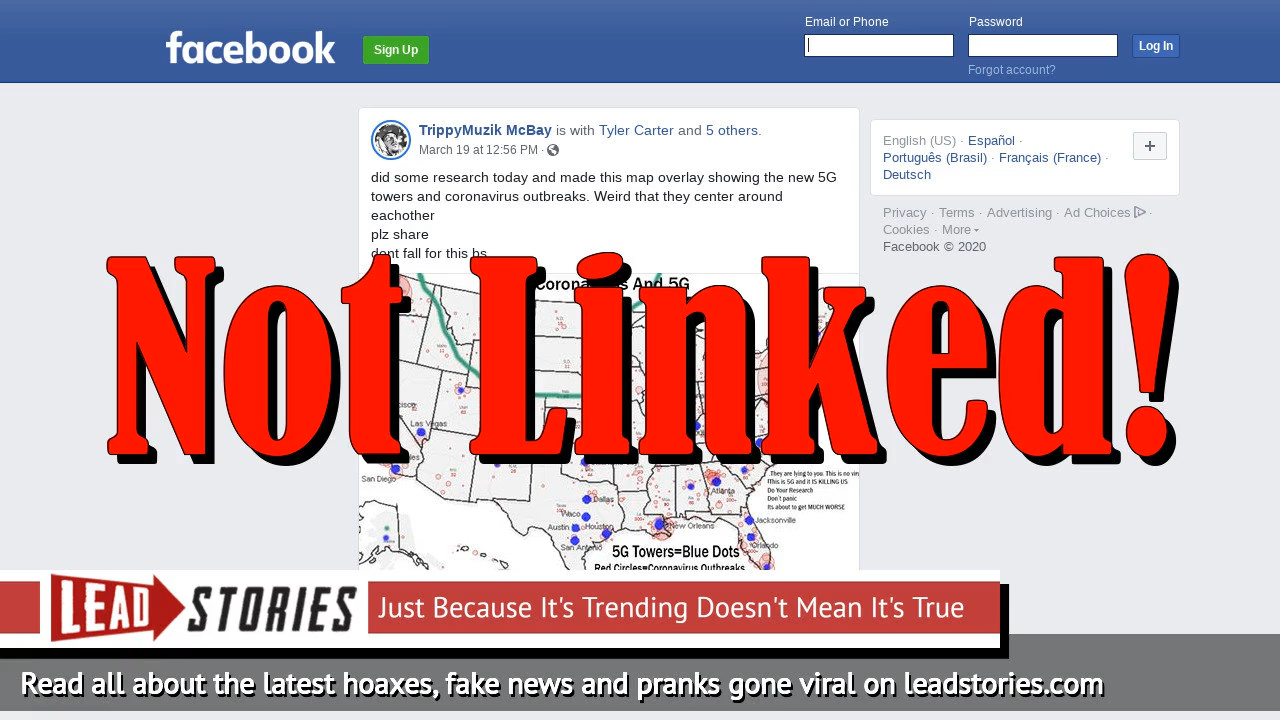 Email or Phone
Password
facebook
Sign Up
Log In
Forgot account?
TrippyMuzik McBay is with Tyler Carter and 5 others.
March 19 at 12:56 PM ·
did some research today and made this map overlay showing the new 5G
towers and coronavirus outbreaks. Weird that they center around
eachother
plz share
dont fall for this bs
English (US) · Español ·
Português (Brasil) · Français (France) ·
Deutsch
Privacy · Terms · Advertising · Ad Choices ·
Cookies · More
Facebook © 2020
And 5G
Not Linked!
Las Vegas
San Diego
Dallas
Waco
Austin
Houston
San Antonio
New Orleans
Atlanta
Jacksonville
Orlando
They are lying to you. This is no
This is 5G and it IS KILLING US
Do Your Research
Don't panic
Its about to get MUCH WORSE
5G Towers=Blue Dots
Red Circles=Coronavirus Outbreaks
LEAD STORIES
Just Because It's Trending Doesn't Mean It's True
Read all about the latest hoaxes, fake news and pranks gone viral on leadstories.com